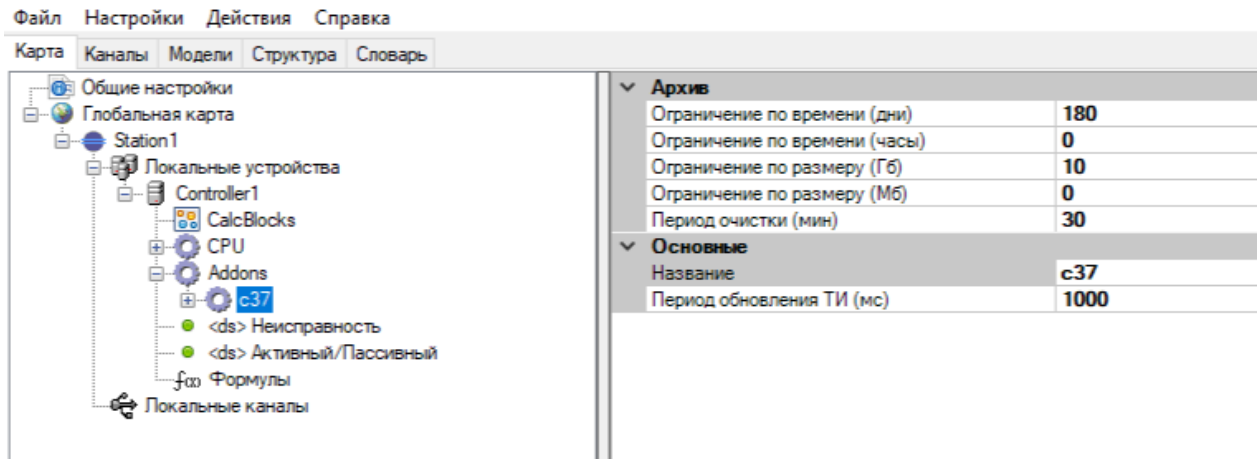 Файл Настройки Действия Справка
Карта Каналы Модели Структура Словарь
Общие настройки
Глобальная карта
Station1
Локальные устройства
Controller1
CalcBlocks
CPU
Addons
c37
<ds> Неисправность
<ds> Активный/Пассивный
f(x) Формулы
Локальные каналы
Архив
Ограничение по времени (дни) 180
Ограничение по времени (часы) 0
Ограничение по размеру (Гб) 10
Ограничение по размеру (Мб) 0
Период очистки (мин) 30
Основные
Название c37
Период обновления ТИ (мс) 1000